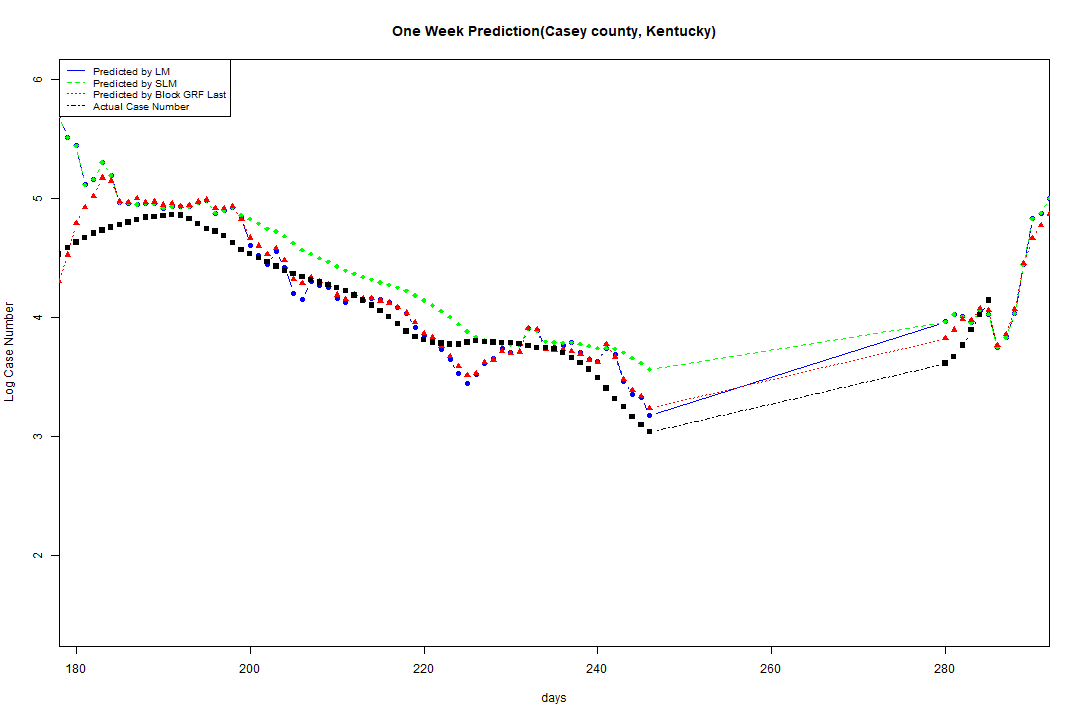 One Week Prediction(Casey county, Kentucky)
Predicted by LM
Predicted by SLM
Predicted by Block GRF Last
Actual Case Number
6
5
4
3
2
Log Case Number
180 200 220 240 260 280
days